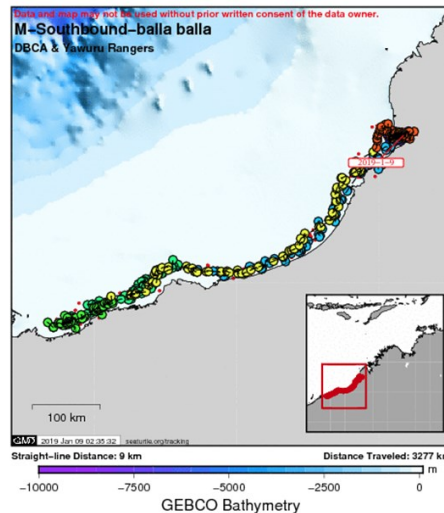 Data and map may not be used without prior written consent of the data owner.
M−Southbound−balla balla
DBCA & Yawuru Rangers
2019−1−9
100 km
GMD 2019 Jan 09 02:35:32 seaturtle.org/tracking
Straight−line Distance: 9 km Distance Traveled: 3277 km
m
−10000 −7500 −5000 −2500 0
GEBCO Bathymetry